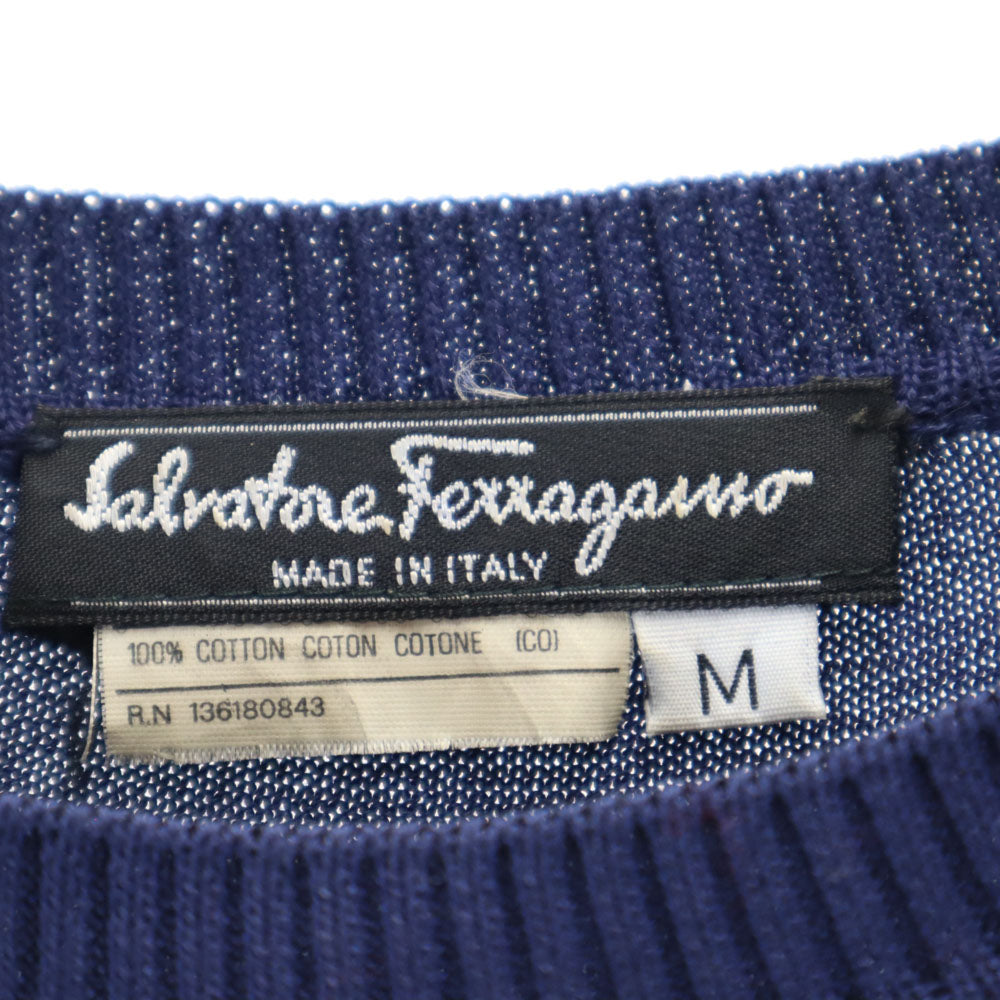 Salvatore Ferragamo
MADE IN ITALY
100% COTTON COTON COTONE (CO)
R.N 136180843
M